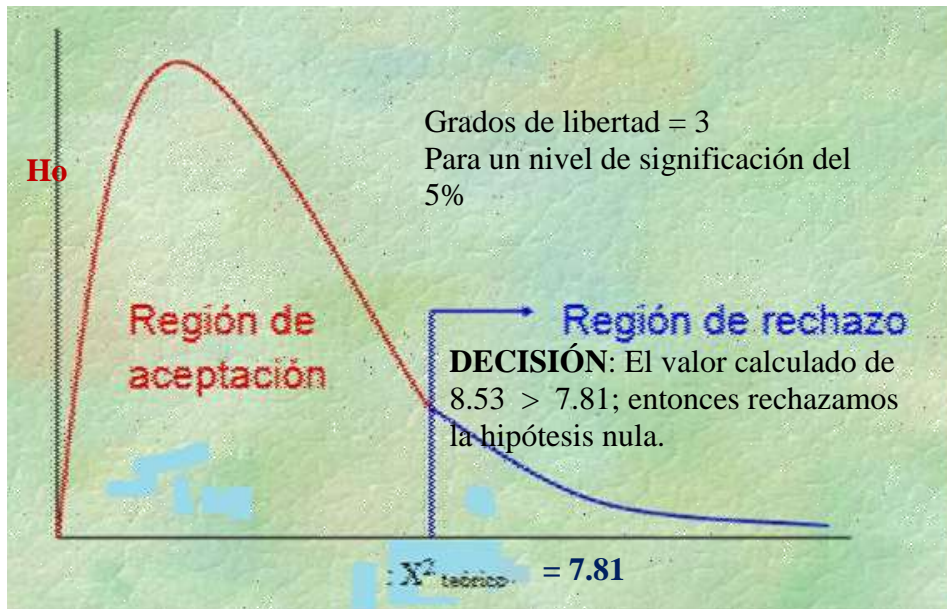 Grados de libertad = 3
Para un nivel de significación del
5%
Ho
Región de
aceptación
Región de rechazo
DECISIÓN: El valor calculado de
8.53 > 7.81; entonces rechazamos
la hipótesis nula.
: X² teórico = 7.81